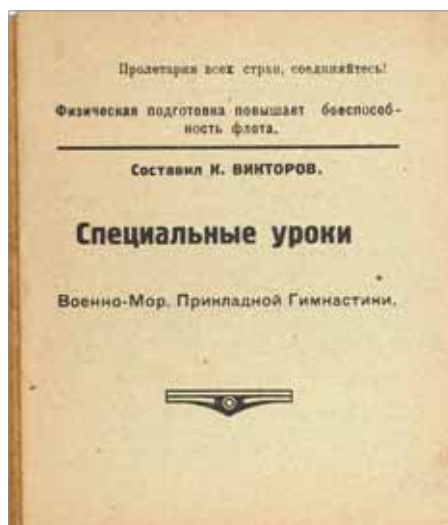 Пролетарии всех стран, соединяйтесь!
Физическая подготовка повышает боеспособ-
ность флота.
Составил К. ВИКТОРОВ.
Специальные уроки
Военно-Мор. Прикладной Гимнастики.